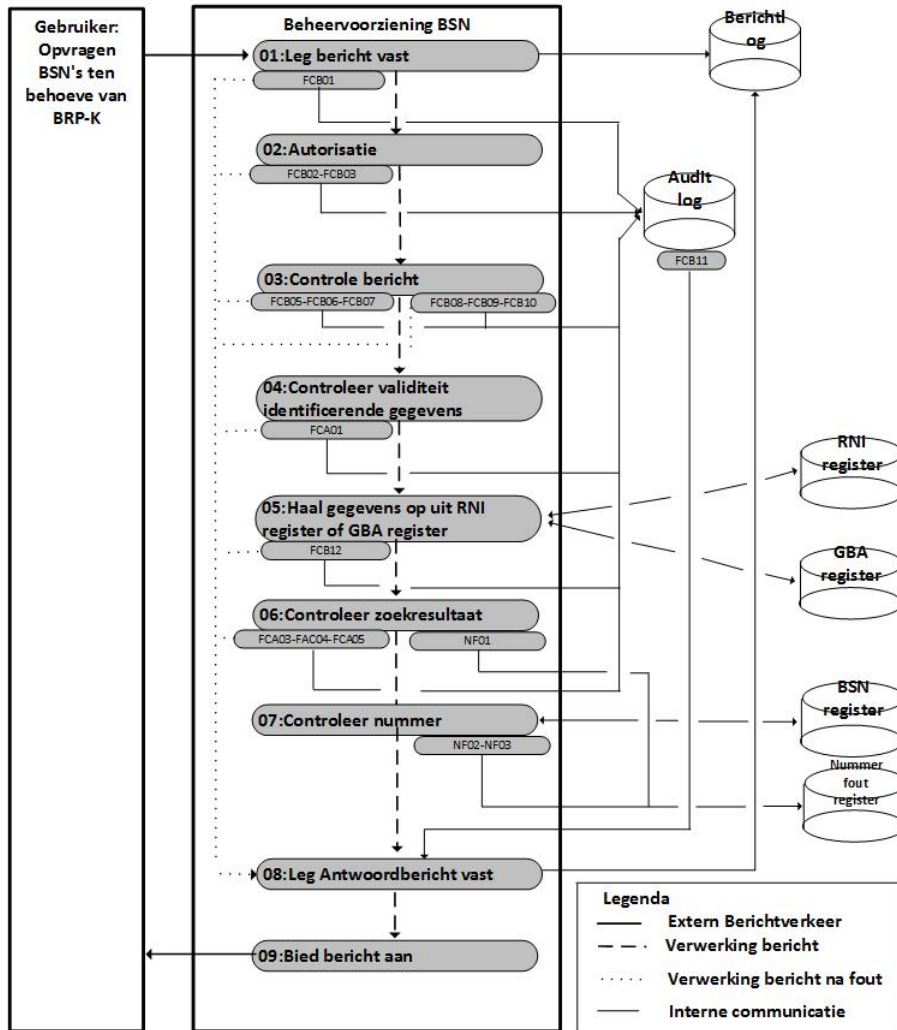 Gebruiker:
Opvragen
BSN's ten
behoeve van
BRP-K
Beheervoorziening BSN
01:Leg bericht vast
FCB01
02:Autorisatie
FCB02-FCB03
03:Controle bericht
FCB05-FCB06-FCB07
FCB08-FCB09-FCB10
04:Controleer validiteit
identificerende gegevens
FCA01
05:Haal gegevens op uit RNI
register of GBA register
FCB12
06:Controleer zoekresultaat
FCA03-FAC04-FCA05
NF01
07:Controleer nummer
NF02-NF03
08:Leg Antwoordbericht vast
09:Bied bericht aan
Berichtl
og
Audit
log
FCB11
RNI
register
GBA
register
BSN
register
Nummer
fout
register
Legenda
Extern Berichtverkeer
Verwerking bericht
Verwerking bericht na fout
Interne communicatie